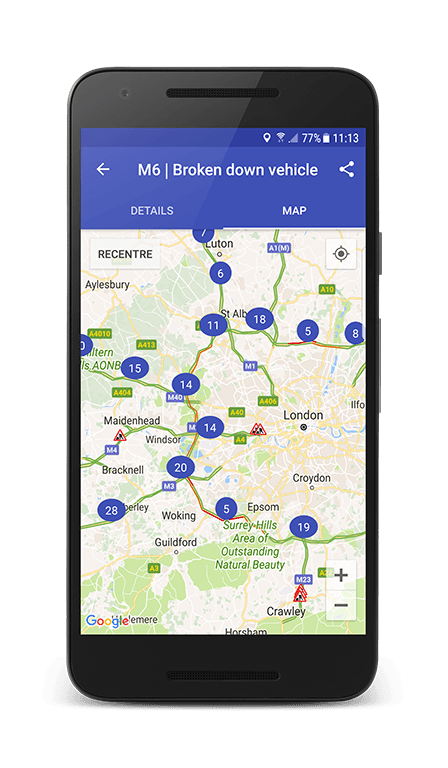 77% 11:13
M6 | Broken down vehicle
DETAILS MAP
7
Luton
RECENTRE
A1(M)
6
Aylesbury
A10
St Alb
11
18
5
8
A4010
A413
0
ltern
ls AONB
15
M1
A404
14
M40
A406
Ilfo
A40
London
Maidenhead
14
Windsor
A4
M4
Bracknell
20
Croydon
M3
28
berley
Woking
5
Epsom
19
Surrey Hills
Area of
Outstanding
Natural Beauty
Guildford
A3
M23
+
−
Crawley
Google
lemere
Horsham